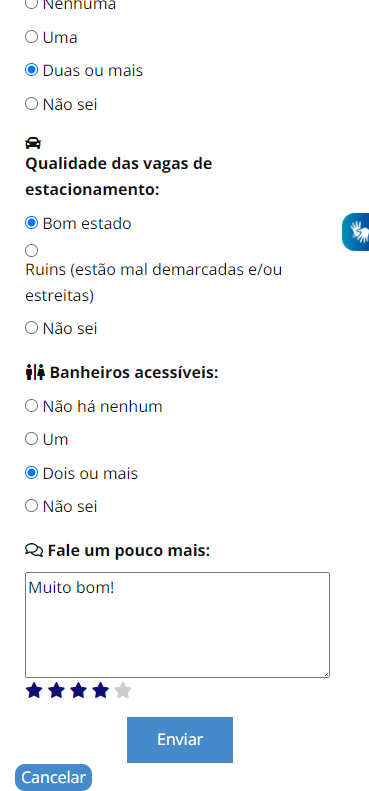 Nenhuma
Uma
Duas ou mais
Não sei
Qualidade das vagas de
estacionamento:
Bom estado
Ruins (estão mal demarcadas e/ou
estreitas)
Não sei
Banheiros acessíveis:
Não há nenhum
Um
Dois ou mais
Não sei
Fale um pouco mais:
Muito bom!
Enviar
Cancelar